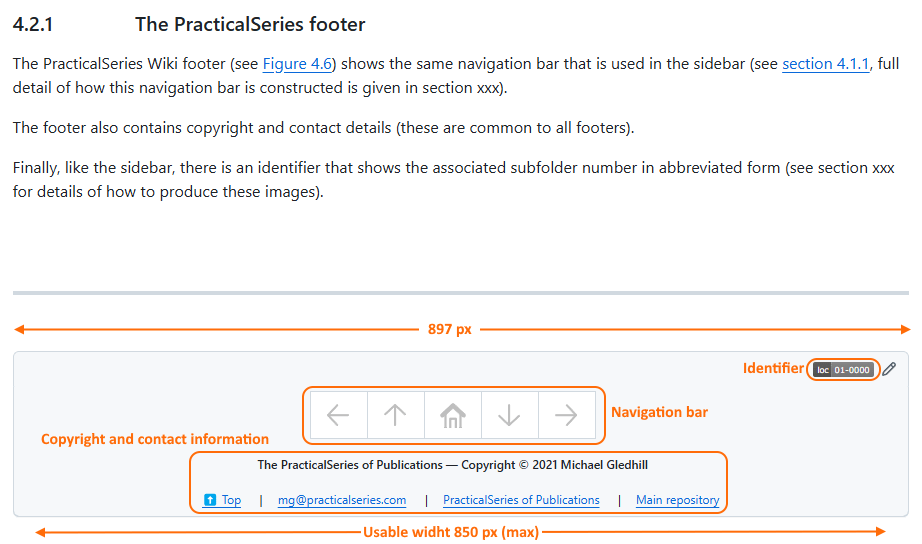 4.2.1 The PracticalSeries footer
The PracticalSeries Wiki footer (see Figure 4.6) shows the same navigation bar that is used in the sidebar (see section 4.1.1, full
detail of how this navigation bar is constructed is given in section xxx).
The footer also contains copyright and contact details (these are common to all footers).
Finally, like the sidebar, there is an identifier that shows the associated subfolder number in abbreviated form (see section xxx
for details of how to produce these images).
897 px
Identifier loc 01-0000
Navigation bar
Copyright and contact information
The PracticalSeries of Publications — Copyright © 2021 Michael Gledhill
Top | mg@practicalseries.com | PracticalSeries of Publications | Main repository
Usable widht 850 px (max)